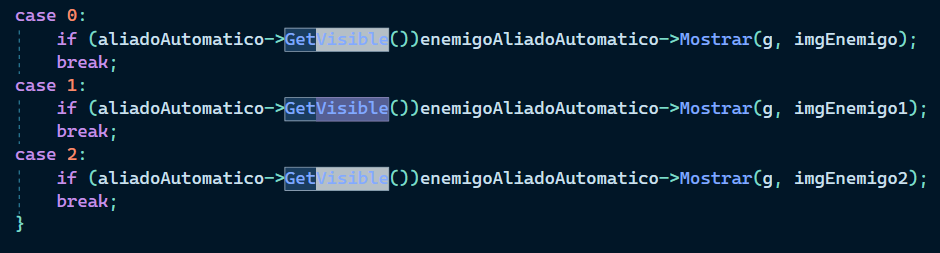 case 0:
    if (aliadoAutomatico->GetVisible())enemigoAliadoAutomatico->Mostrar(g, imgEnemigo);
    break;
case 1:
    if (aliadoAutomatico->GetVisible())enemigoAliadoAutomatico->Mostrar(g, imgEnemigo1);
    break;
case 2:
    if (aliadoAutomatico->GetVisible())enemigoAliadoAutomatico->Mostrar(g, imgEnemigo2);
    break;
}